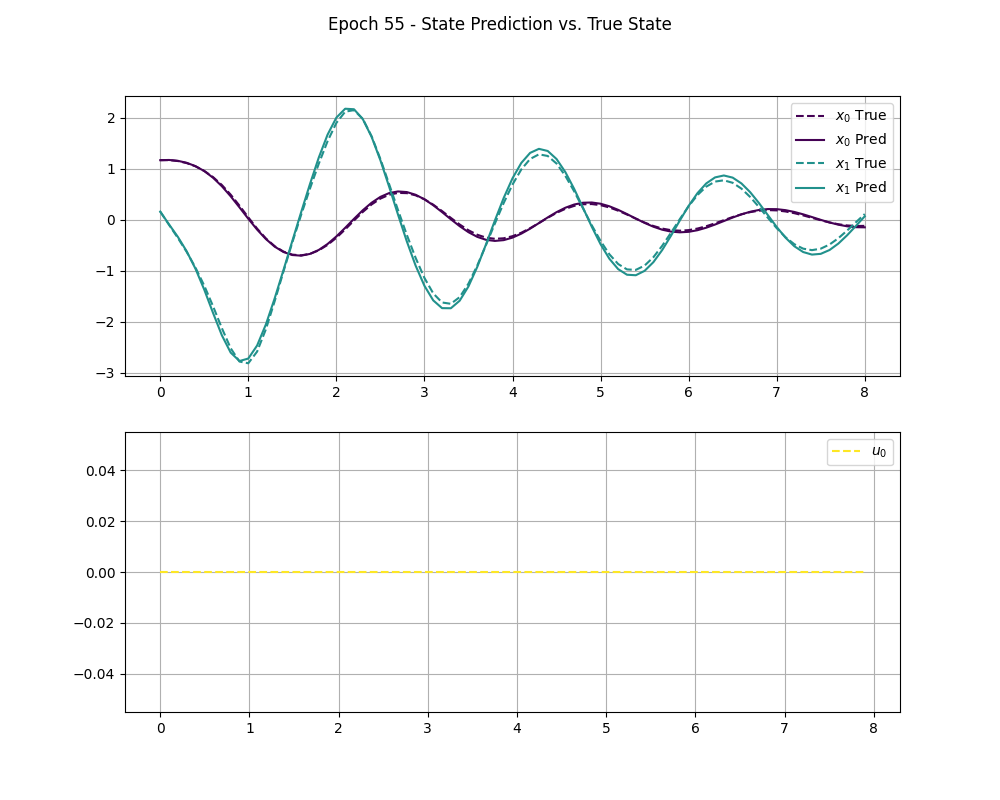 Epoch 55 - State Prediction vs. True State
2
1
0
−1
−2
−3
x₀ True
x₀ Pred
x₁ True
x₁ Pred
0 1 2 3 4 5 6 7 8
0.04
0.02
0.00
−0.02
−0.04
u₀
0 1 2 3 4 5 6 7 8